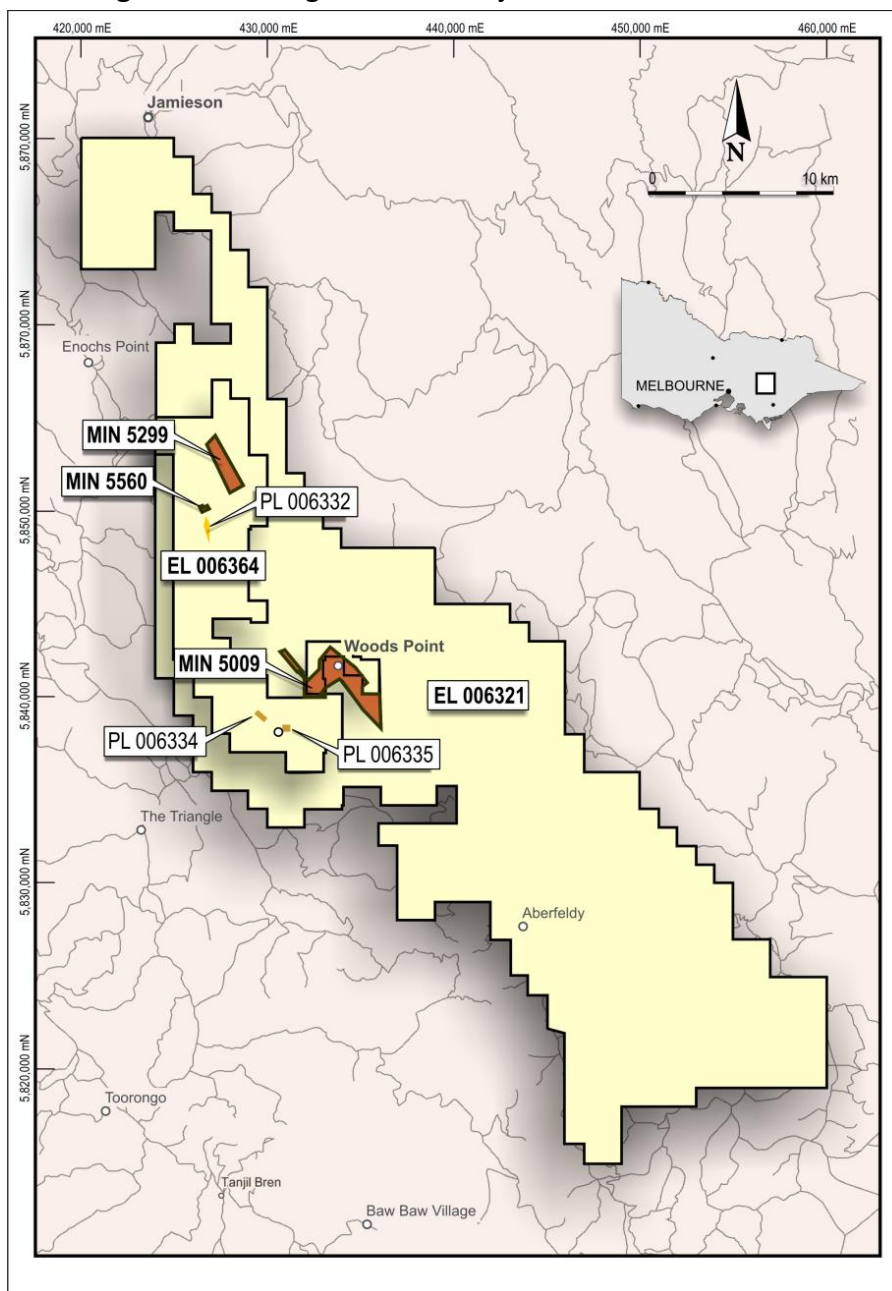 420,000 mE
430,000 mE
440,000 mE
450,000 mE
460,000 mE
5,870,000 mN
5,870,000 mN
5,850,000 mN
5,840,000 mN
5,830,000 mN
5,820,000 mN
Jamieson
N
0
10 km
Enochs Point
MELBOURNE
MIN 5299
MIN 5560
PL 006332
EL 006364
Woods Point
MIN 5009
EL 006321
PL 006334
PL 006335
The Triangle
Aberfeldy
Toorongo
Tanjil Bren
Baw Baw Village